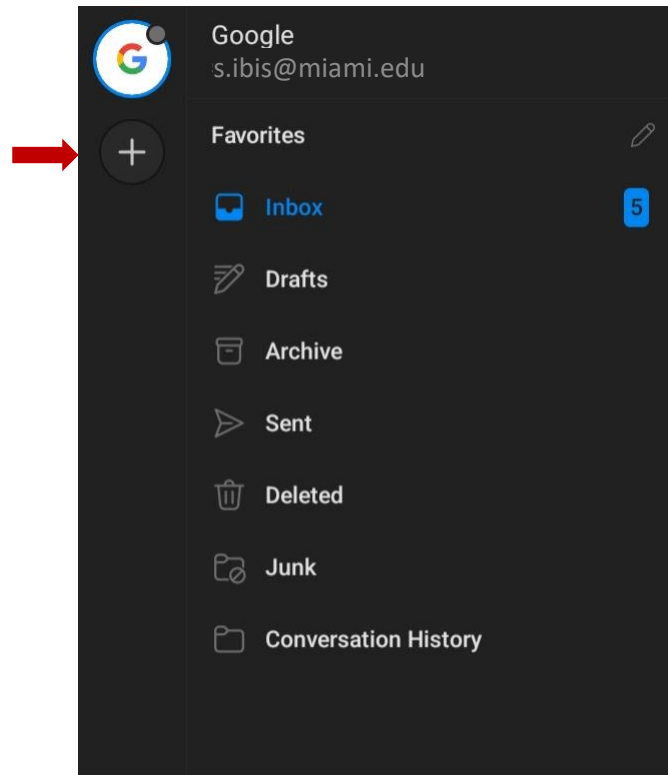 Google
s.ibis@miami.edu
Favorites
Inbox 5
Drafts
Archive
Sent
Deleted
Junk
Conversation History